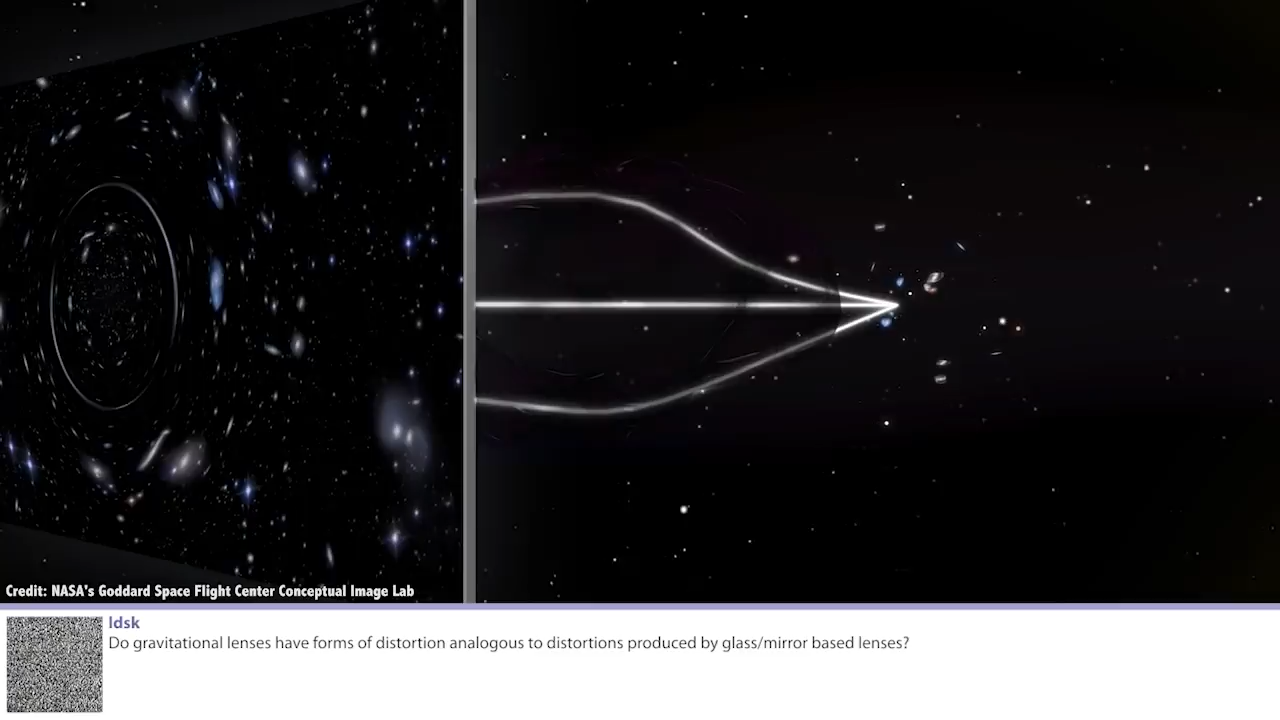 Credit: NASA's Goddard Space Flight Center Conceptual Image Lab
ldsk
Do gravitational lenses have forms of distortion analogous to distortions produced by glass/mirror based lenses?